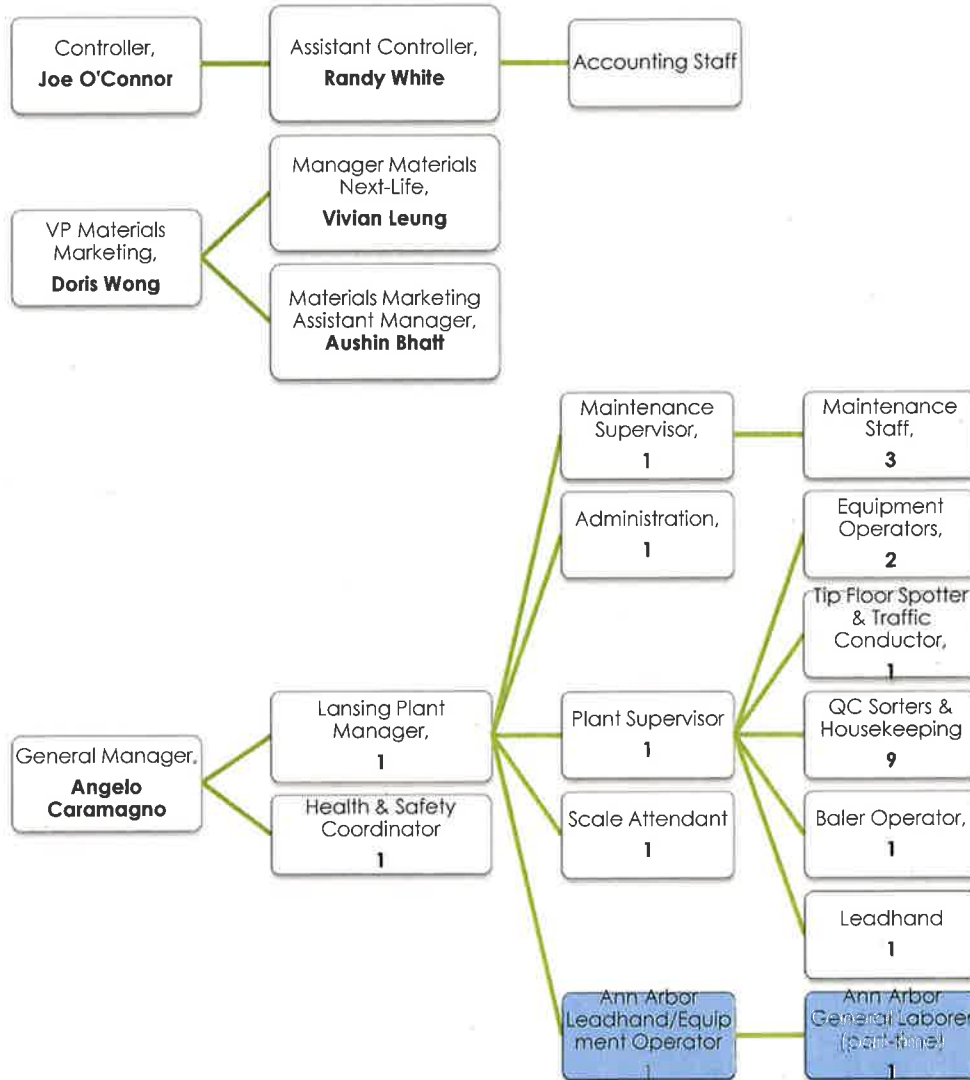 Controller,
Joe O'Connor
Assistant Controller,
Randy White
Accounting Staff
VP Materials
Marketing,
Doris Wong
Manager Materials
Next-Life,
Vivian Leung
Materials Marketing
Assistant Manager,
Aushin Bhatt
General Manager,
Angelo
Caramagno
Lansing Plant
Manager,
1
Health & Safety
Coordinator
1
Maintenance
Supervisor,
1
Administration,
1
Plant Supervisor
1
Scale Attendant
1
Ann Arbor
Leadhand/Equip
ment Operator
1
Maintenance
Staff,
3
Equipment
Operators,
2
Tip Floor Spotter
& Traffic
Conductor,
1
QC Sorters &
Housekeeping
9
Baler Operator,
1
Leadhand
1
Ann Arbor
General Laborer
(part-time)
1